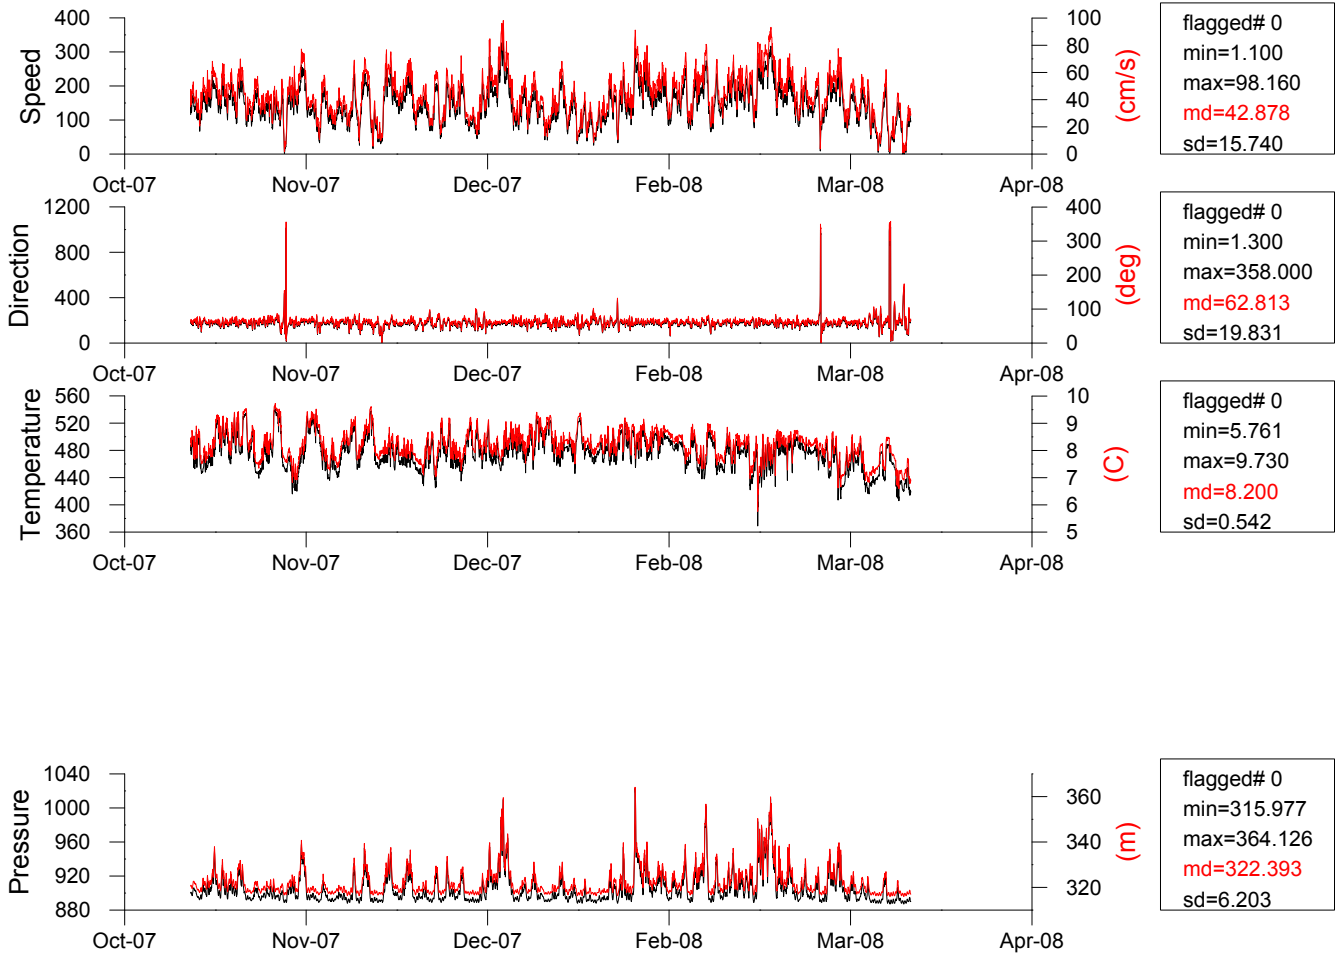 400
300
200
100
0
Speed
100
80
60
40
20
0
(cm/s)
Oct-07
Nov-07
Dec-07
Feb-08
Mar-08
Apr-08
flagged# 0
min=1.100
max=98.160
md=42.878
sd=15.740
1200
800
400
0
Direction
400
300
200
100
0
(deg)
Oct-07
Nov-07
Dec-07
Feb-08
Mar-08
Apr-08
flagged# 0
min=1.300
max=358.000
md=62.813
sd=19.831
560
520
480
440
400
360
Temperature
10
9
8
7
6
5
(C)
Oct-07
Nov-07
Dec-07
Feb-08
Mar-08
Apr-08
flagged# 0
min=5.761
max=9.730
md=8.200
sd=0.542
1040
1000
960
920
880
Pressure
360
340
320
(m)
Oct-07
Nov-07
Dec-07
Feb-08
Mar-08
Apr-08
flagged# 0
min=315.977
max=364.126
md=322.393
sd=6.203